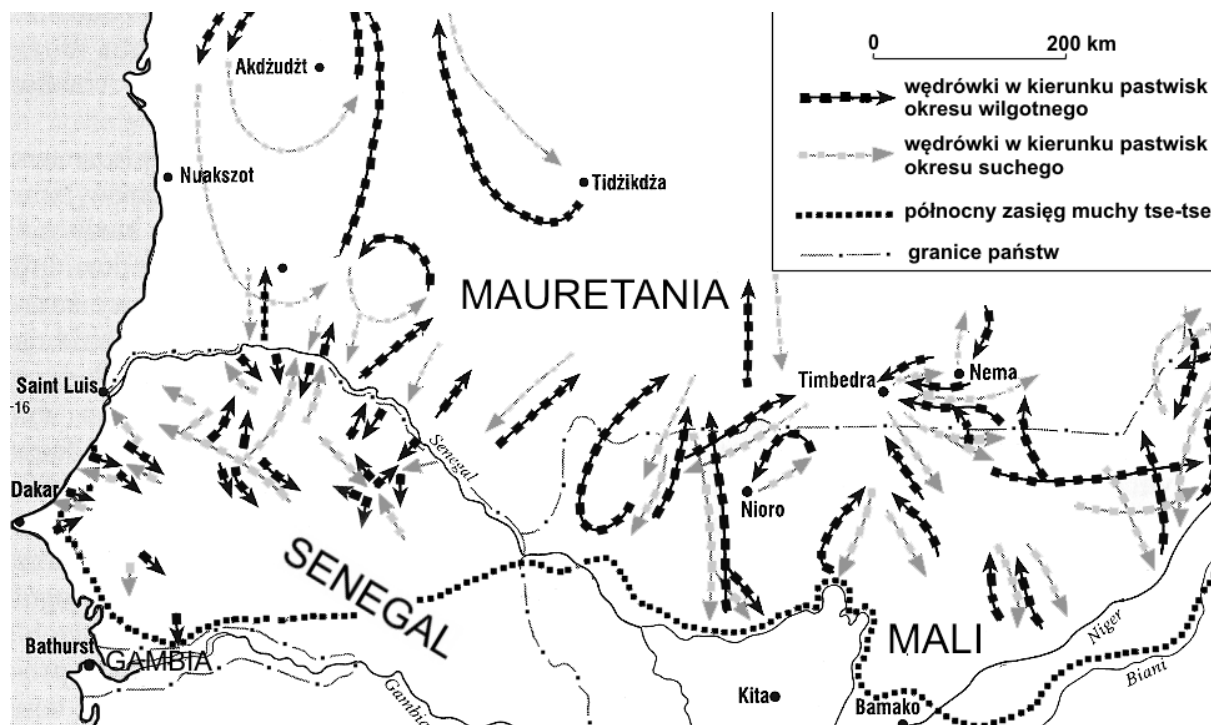 0 200 km
wędrówki w kierunku pastwisk
okresu wilgotnego
wędrówki w kierunku pastwisk
okresu suchego
północny zasięg muchy tse-tse
granice państw
Akdżudżt
Nuakszot
Tidżikdża
MAURETANIA
Saint Luis
-16
Timbedra
Nema
Senegal
Dakar
Nioro
SENEGAL
Bathurst
GAMBIA
Gambia
MALI
Niger
Biani
Kita
Bamako